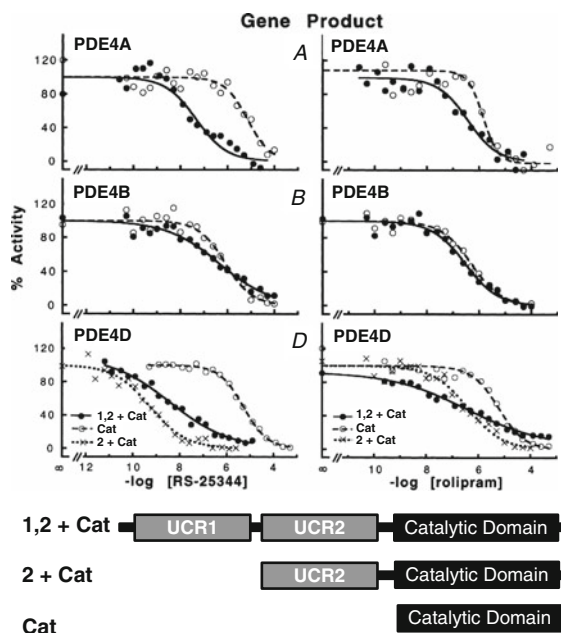 Gene Product
PDE4A A PDE4A
120
80
40
0
PDE4B B PDE4B
% Activity
120
80
40
0
PDE4D D PDE4D
120
80
40
0
1,2 + Cat
Cat
2 + Cat
1,2 + Cat
Cat
2 + Cat
∞ 12 10 8 6 4
∞ 10 8 6 4
-log [RS-25344] -log [rolipram]
1,2 + Cat UCR1 UCR2 Catalytic Domain
2 + Cat UCR2 Catalytic Domain
Cat Catalytic Domain